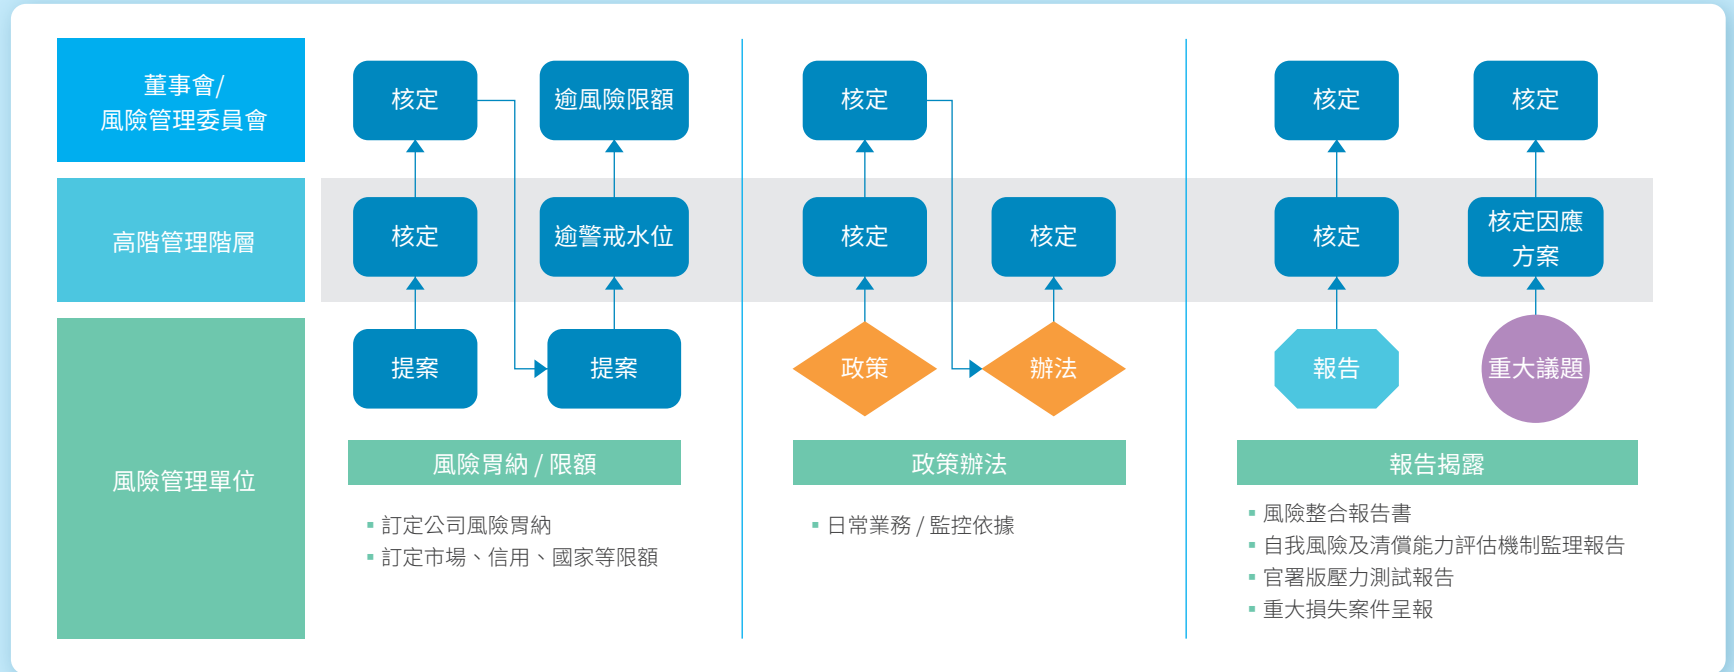 董事會/
風險管理委員會
核定
逾風險限額
核定
核定
核定
高階管理階層
核定
逾警戒水位
核定
核定
核定
核定因應
方案
風險管理單位
提案
提案
政策
辦法
報告
重大議題
風險胃納 / 限額
政策辦法
報告揭露
▪ 訂定公司風險胃納
▪ 訂定市場、信用、國家等限額
▪ 日常業務 / 監控依據
▪ 風險整合報告書
▪ 自我風險及清償能力評估機制監理報告
▪ 官署版壓力測試報告
▪ 重大損失案件呈報